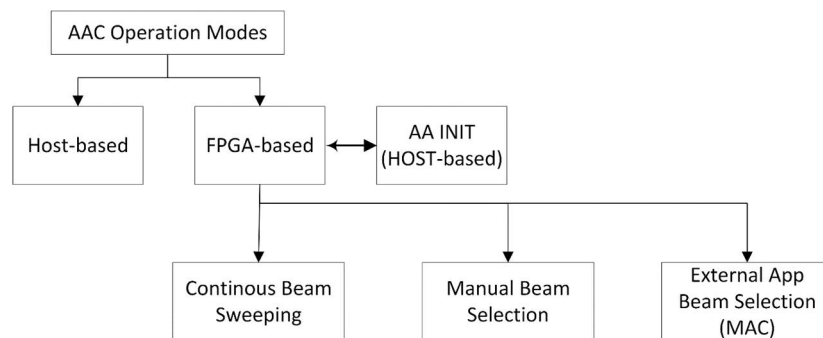 AAC Operation Modes
Host-based
FPGA-based
AA INIT
(HOST-based)
Continous Beam
Sweeping
Manual Beam
Selection
External App
Beam Selection
(MAC)